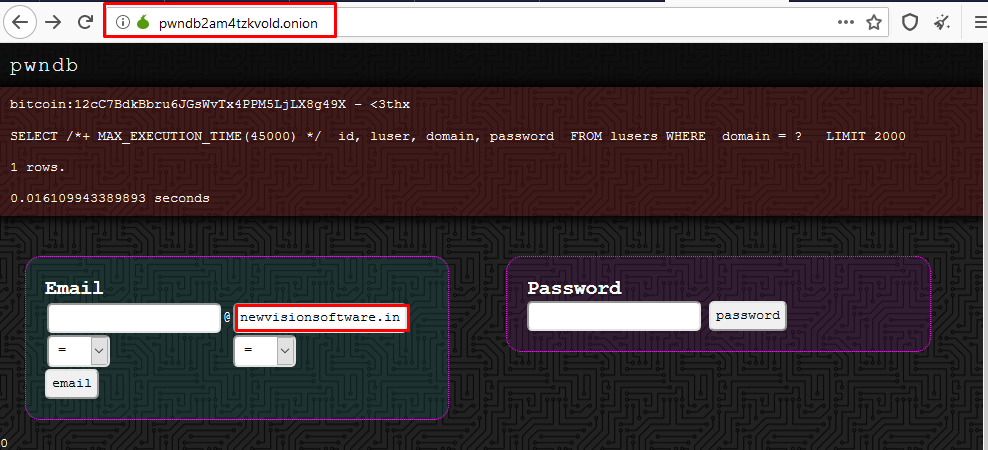 pwndb2am4tzkvold.onion
pwndb
bitcoin:12cC7BdkBbru6JGsWvTx4PPM5LjLX8g49X - <3thx
SELECT /*+ MAX_EXECUTION_TIME(45000) */ id, luser, domain, password FROM lusers WHERE domain = ? LIMIT 2000
1 rows.
0.016109943389893 seconds
Email
@ newvisionsoftware.in
= =
email
Password
password
0